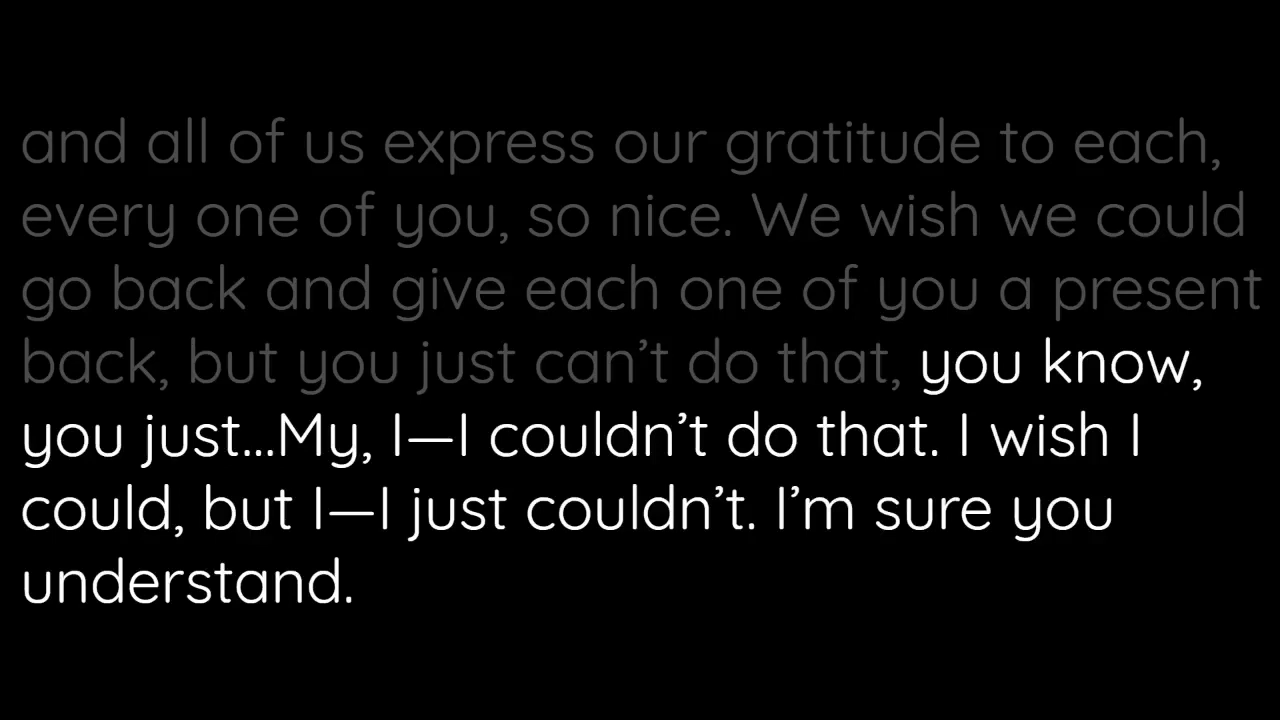 and all of us express our gratitude to each,
every one of you, so nice. We wish we could
go back and give each one of you a present
back, but you just can’t do that, you know,
you just...My, I—I couldn’t do that. I wish I
could, but I—I just couldn’t. I’m sure you
understand.